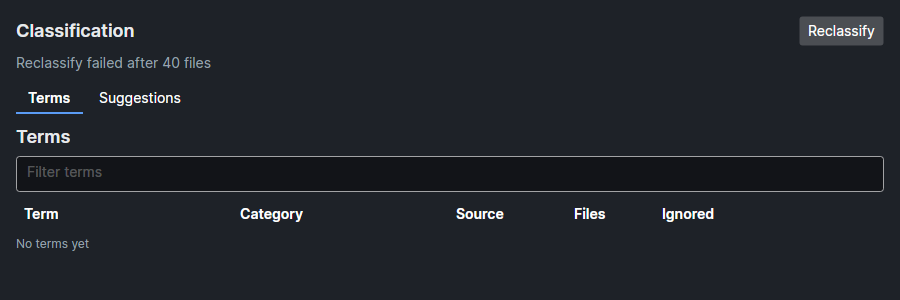 Classification
Reclassify
Reclassify failed after 40 files
Terms Suggestions
Terms
Filter terms
Term Category Source Files Ignored
No terms yet